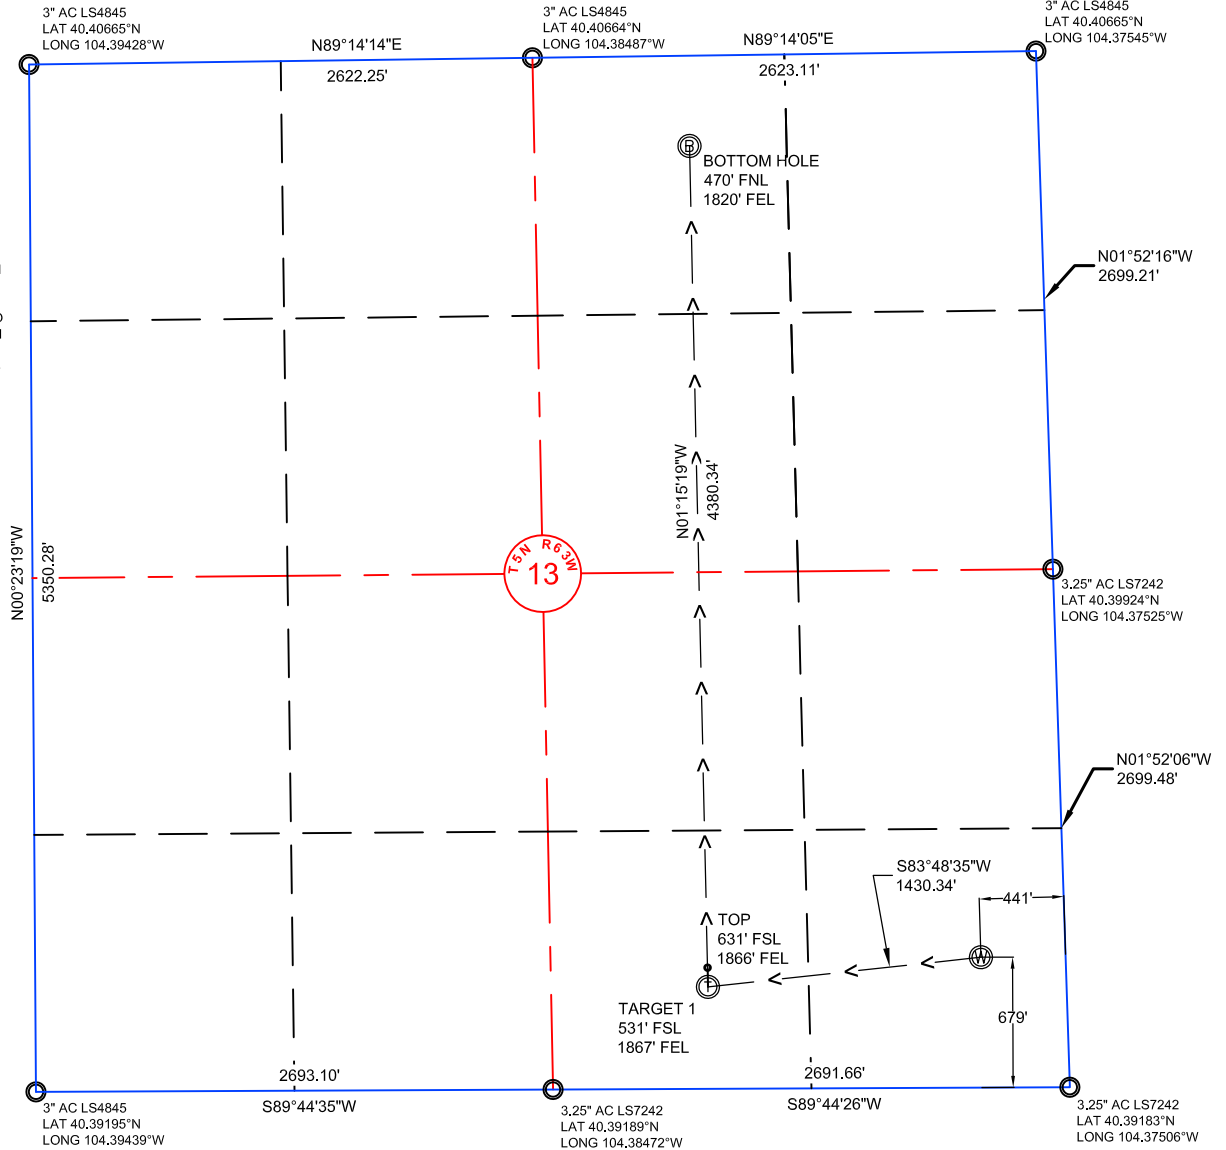 3" AC LS4845
LAT 40.40665°N
LONG 104.39428°W
3" AC LS4845
LAT 40.40664°N
LONG 104.38487°W
3" AC LS4845
LAT 40.40665°N
LONG 104.37545°W
N89°14'14"E
2622.25'
N89°14'05"E
2623.11'
B
BOTTOM HOLE
470' FNL
1820' FEL
N01°52'16"W
2699.21'
N01°15'19"W
4380.34'
N00°23'19"W
5350.28'
T5N R63W
13
3.25" AC LS7242
LAT 40.39924°N
LONG 104.37525°W
N01°52'06"W
2699.48'
S83°48'35"W
1430.34'
441'
TOP
631' FSL
1866' FEL
W
T
TARGET 1
531' FSL
1867' FEL
679'
2693.10'
S89°44'35"W
2691.66'
S89°44'26"W
3" AC LS4845
LAT 40.39195°N
LONG 104.39439°W
3.25" AC LS7242
LAT 40.39189°N
LONG 104.38472°W
3.25" AC LS7242
LAT 40.39183°N
LONG 104.37506°W